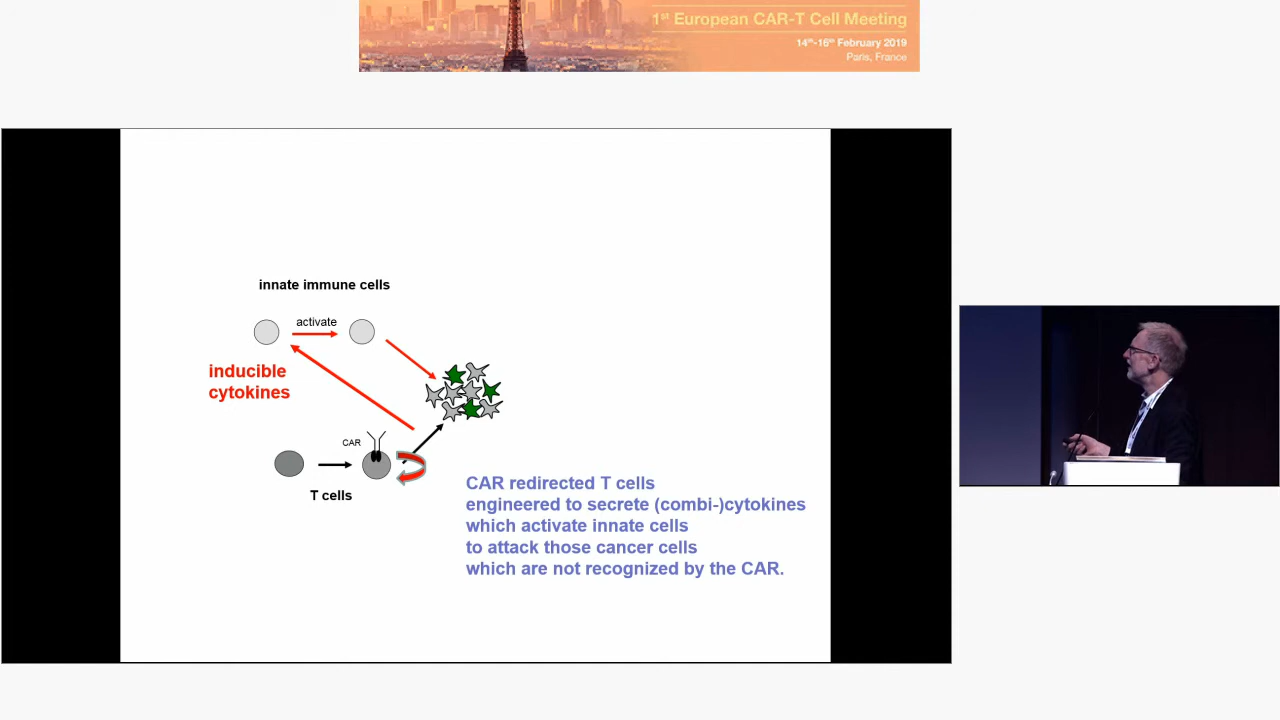 1st European CAR-T Cell Meeting
14th-16th February 2019
Paris, France
innate immune cells
activate
inducible
cytokines
CAR
T cells
CAR redirected T cells
engineered to secrete (combi-)cytokines
which activate innate cells
to attack those cancer cells
which are not recognized by the CAR.